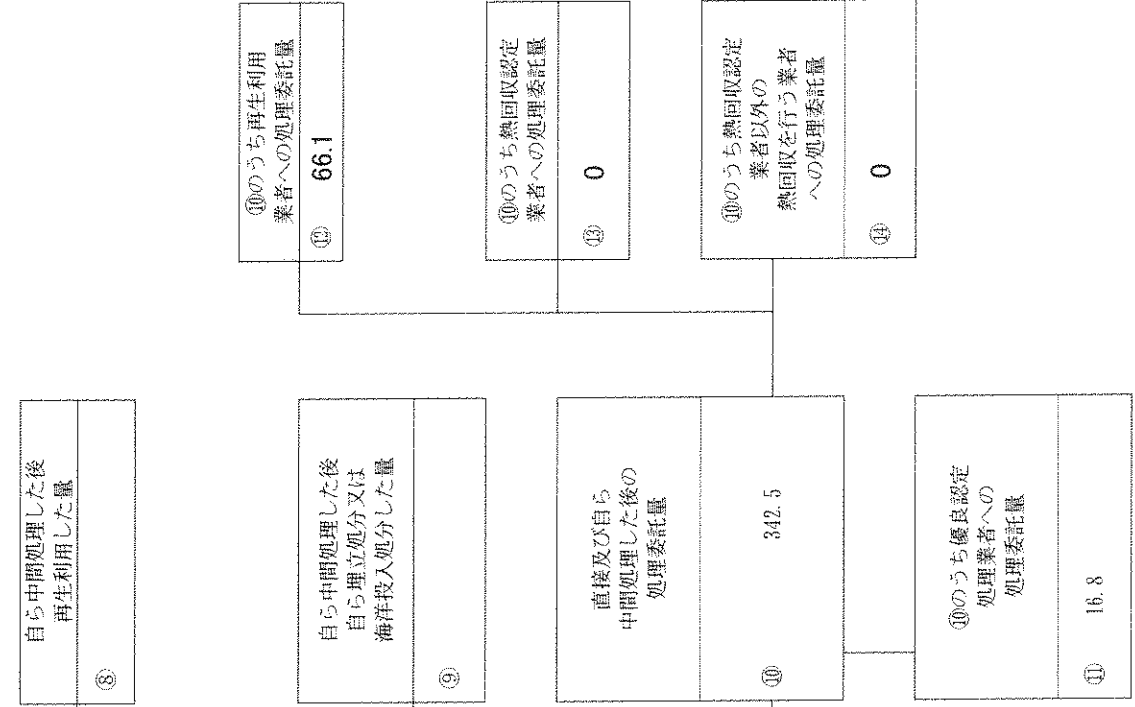 自ら中間処理した後
再生利用した量
⑧
自ら中間処理した後
自ら埋立処分又は
海洋投入処分した量
⑨
直接及び自ら
中間処理した後の
処理委託量
⑩ 342.5
⑩のうち優良認定
処理業者への
処理委託量
⑪ 16.8
⑩のうち再生利用
業者への処理委託量
⑫ 66.1
⑩のうち熱回収認定
業者への処理委託量
⑬ 0
⑩のうち熱回収認定
業者以外の
熱回収を行う業者
への処理委託量
⑭ 0